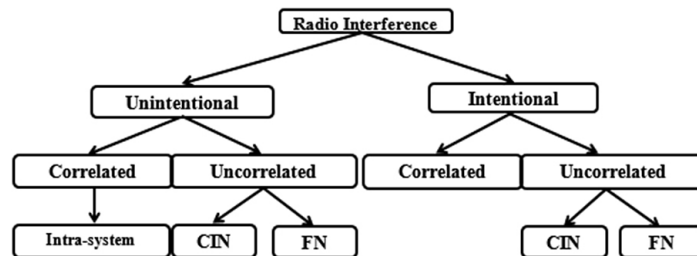 Radio Interference
Unintentional
Intentional
Correlated
Uncorrelated
Correlated
Uncorrelated
Intra-system
CIN
FN
CIN
FN